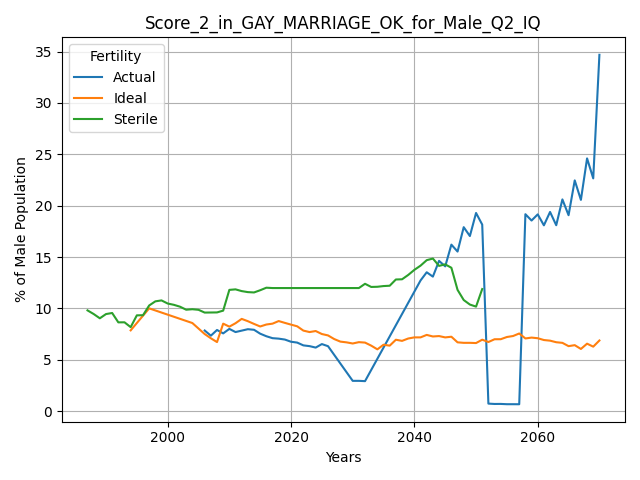 Score_2_in_GAY_MARRIAGE_OK_for_Male_Q2_IQ
Fertility
Actual
Ideal
Sterile
% of Male Population
35
30
25
20
15
10
5
0
2000
2020
2040
2060
Years